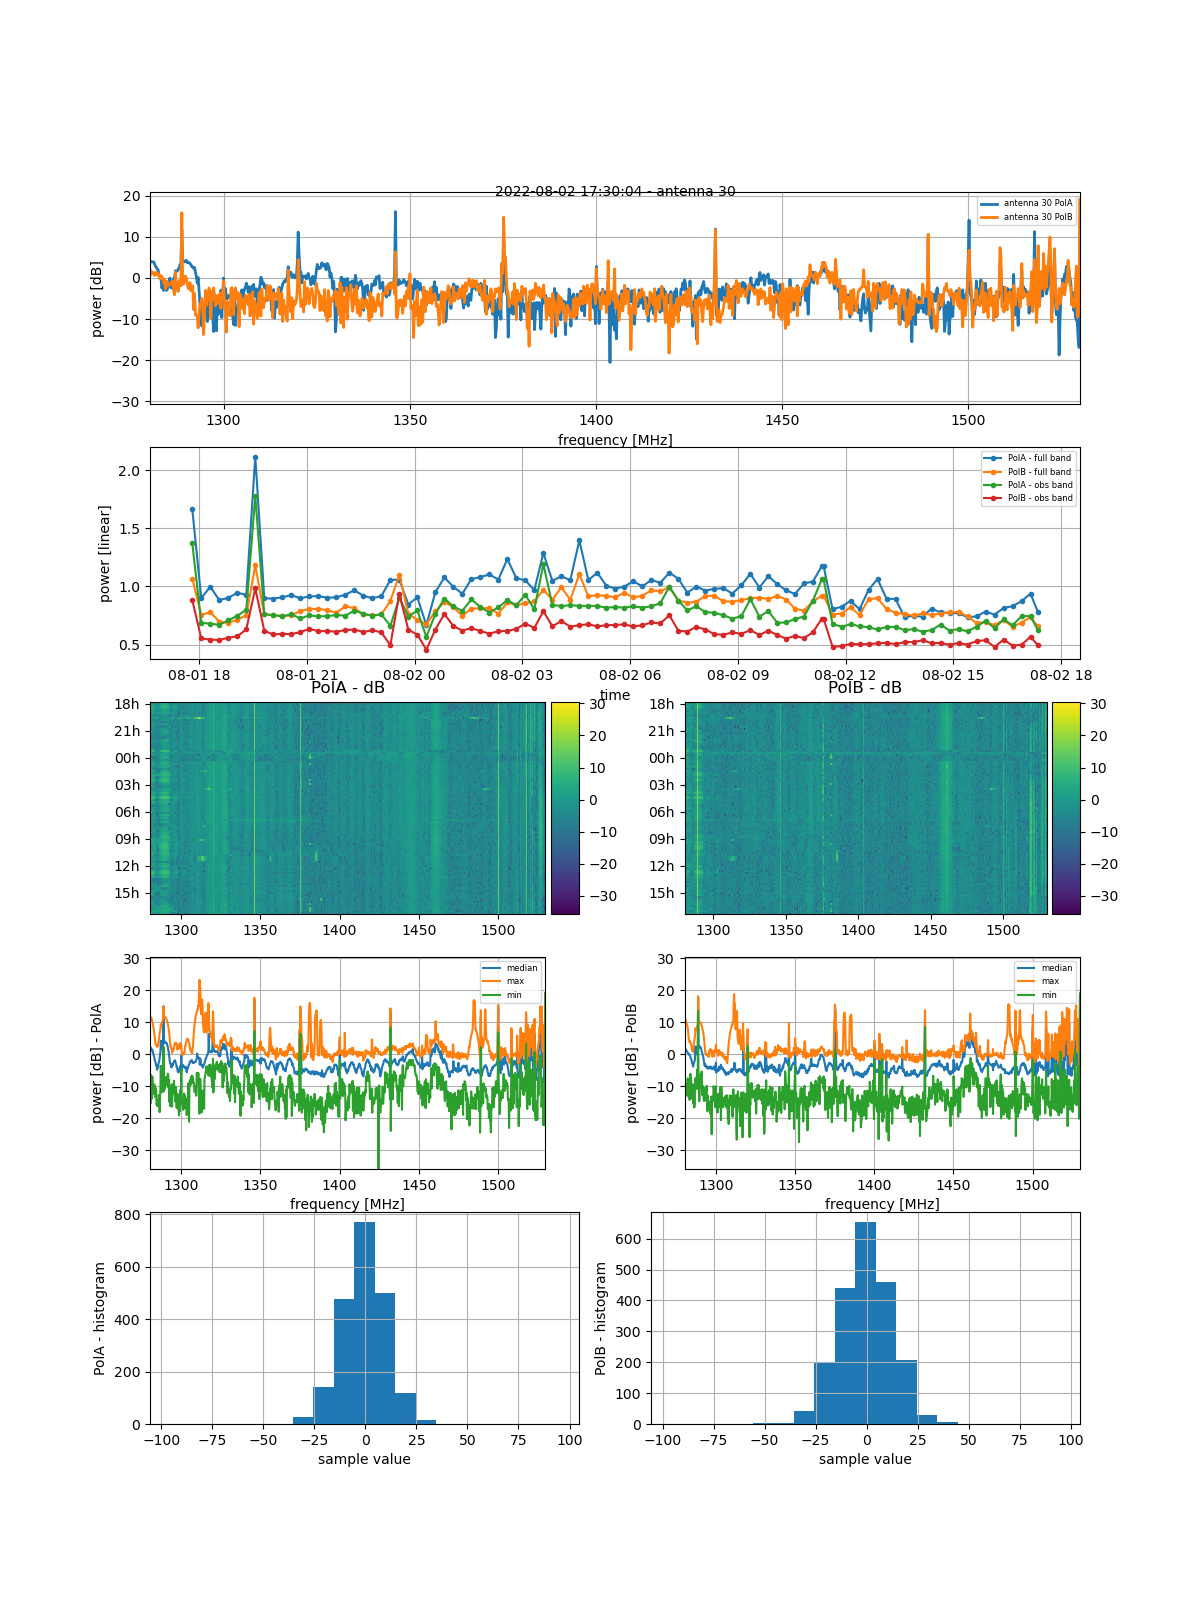 2022-08-02 17:30:04 - antenna 30
antenna 30 PolA
antenna 30 PolB
power [dB]
20
10
0
−10
−20
−30
1300 1350 1400 1450 1500
frequency [MHz]
PolA - full band
PolB - full band
PolA - obs band
PolB - obs band
power [linear]
2.0
1.5
1.0
0.5
08-01 18 08-01 21 08-02 00 08-02 03 08-02 06 08-02 09 08-02 12 08-02 15 08-02 18
time
PolA - dB
18h
21h
00h
03h
06h
09h
12h
15h
1300 1350 1400 1450 1500
30
20
10
0
−10
−20
−30
PolB - dB
18h
21h
00h
03h
06h
09h
12h
15h
1300 1350 1400 1450 1500
30
20
10
0
−10
−20
−30
power [dB] - PolA
30
20
10
0
−10
−20
−30
median
max
min
1300 1350 1400 1450 1500
frequency [MHz]
power [dB] - PolB
30
20
10
0
−10
−20
−30
median
max
min
1300 1350 1400 1450 1500
frequency [MHz]
PolA - histogram
800
600
400
200
0
−100 −75 −50 −25 0 25 50 75 100
sample value
PolB - histogram
600
500
400
300
200
100
0
−100 −75 −50 −25 0 25 50 75 100
sample value